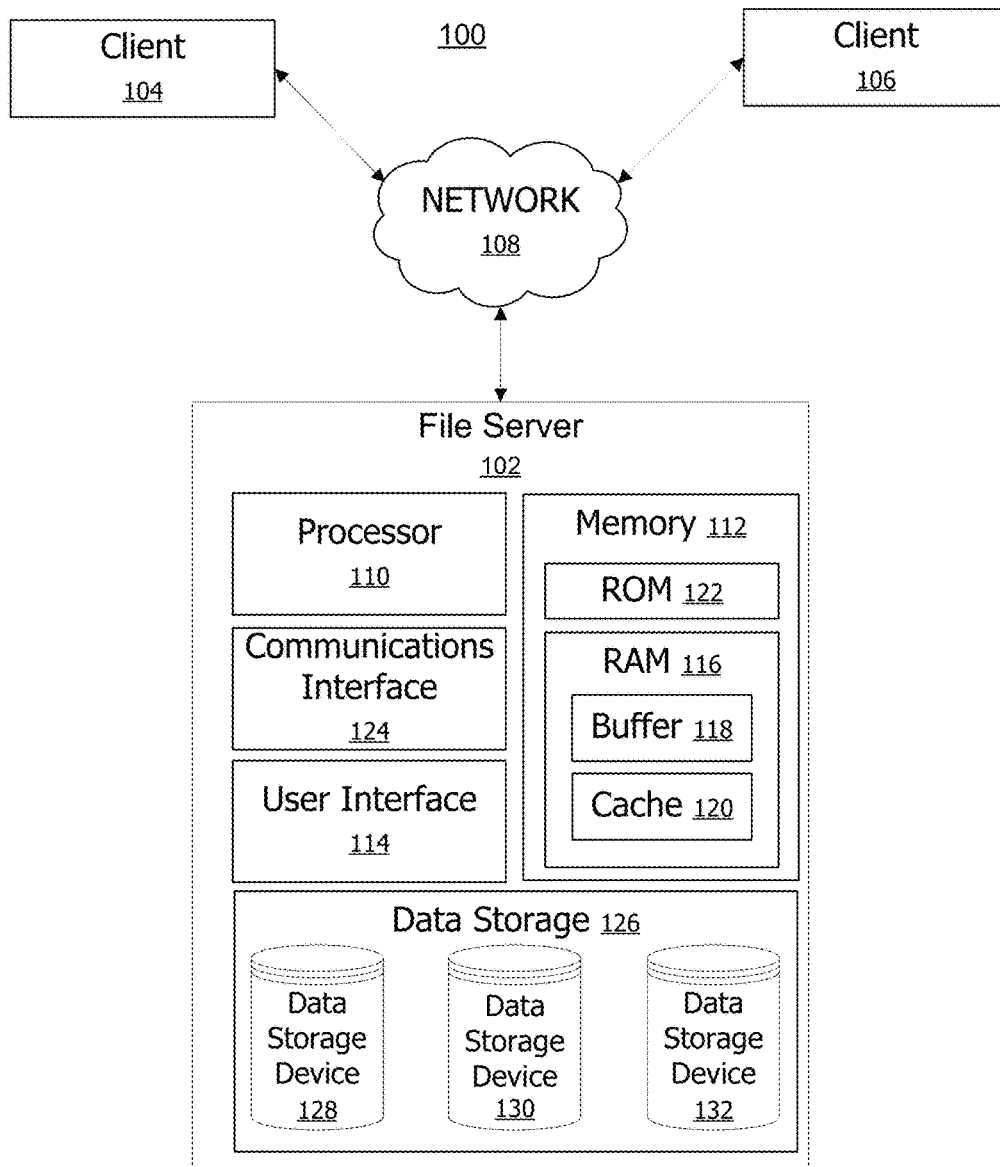 100
Client
104
Client
106
NETWORK
108
File Server
102
Processor
110
Communications
Interface
124
User Interface
114
Memory 112
ROM 122
RAM 116
Buffer 118
Cache 120
Data Storage 126
Data
Storage
Device
128
Data
Storage
Device
130
Data
Storage
Device
132